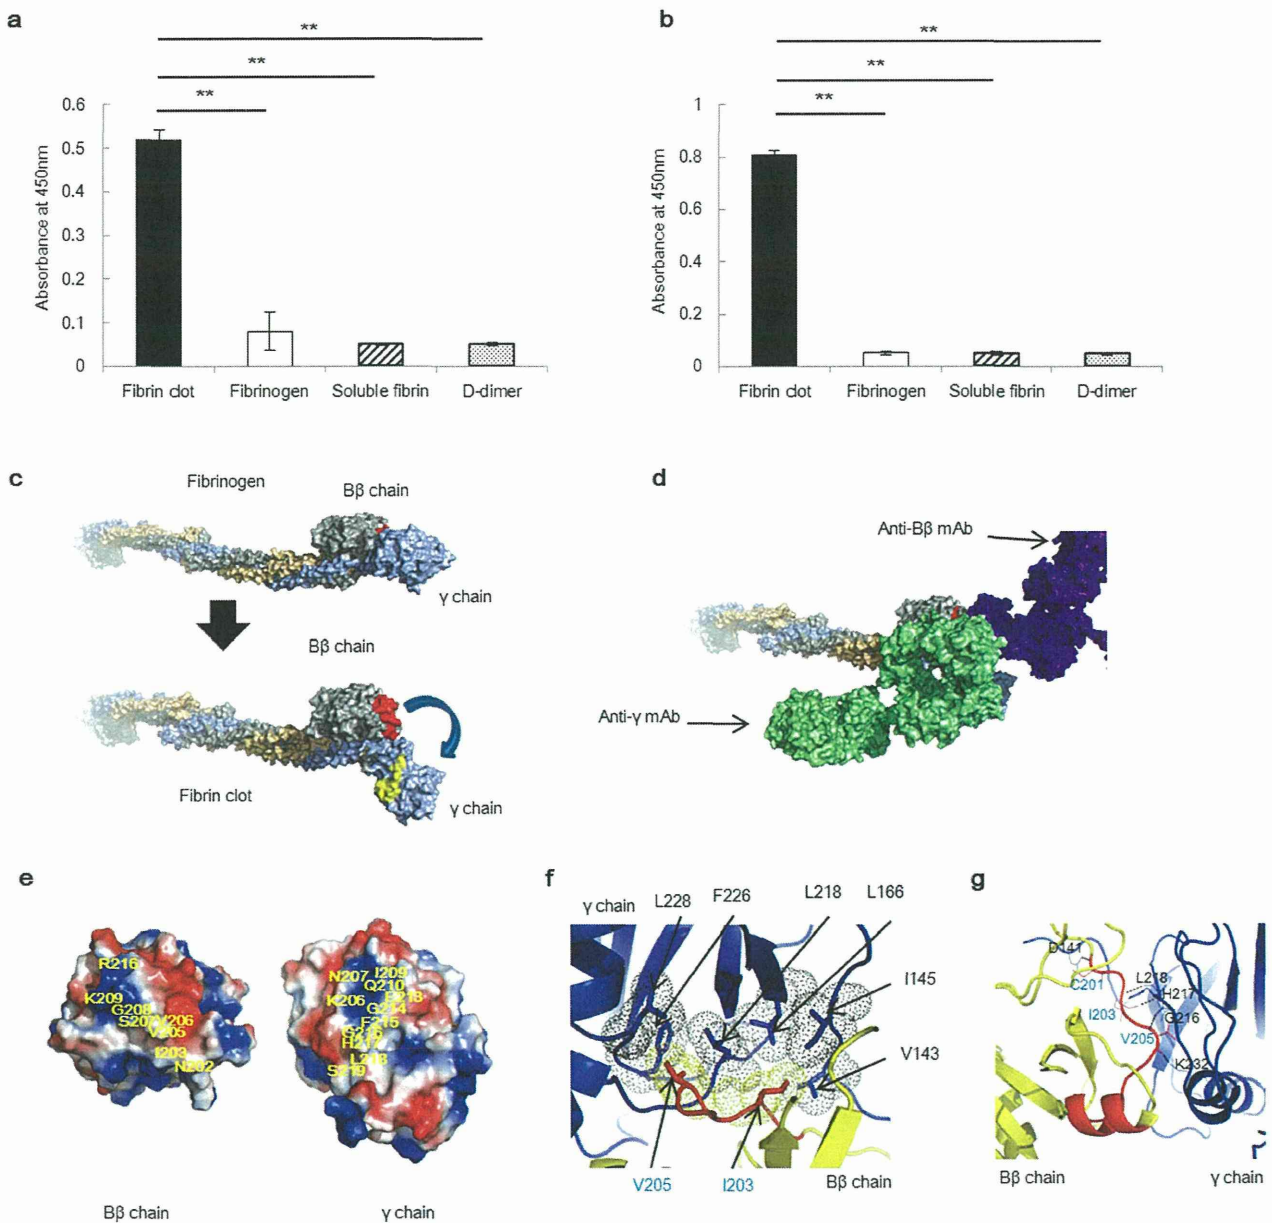 a
**
**
**
Absorbance at 450nm
0.6
0.5
0.4
0.3
0.2
0.1
0
Fibrin clot
Fibrinogen
Soluble fibrin
D-dimer
b
**
**
**
Absorbance at 450nm
1
0.8
0.6
0.4
0.2
0
Fibrin clot
Fibrinogen
Soluble fibrin
D-dimer
c
Fibrinogen
Bβ chain
γ chain
Bβ chain
Fibrin clot
γ chain
d
Anti-Bβ mAb
Anti-γ mAb
e
R216
K209
G208
S207 Y206
V205
I203
N202
Bβ chain
N207 I209
Q210
K206
G214
F215
H217
L218
S219
γ chain
f
γ chain
L228
F226
L218
L166
I145
V143
V205
I203
Bβ chain
g
D141
C201
L218
H217
I203
G216
V205
K232
Bβ chain
γ chain